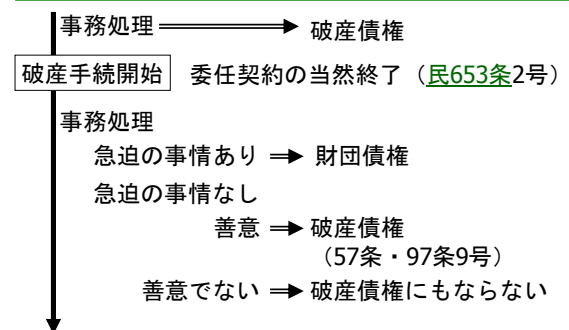 事務処理 破産債権
破産手続開始 委任契約の当然終了（民653条2号）
事務処理
急迫の事情あり 財団債権
急迫の事情なし
善意 破産債権
（57条・97条9号）
善意でない 破産債権にもならない